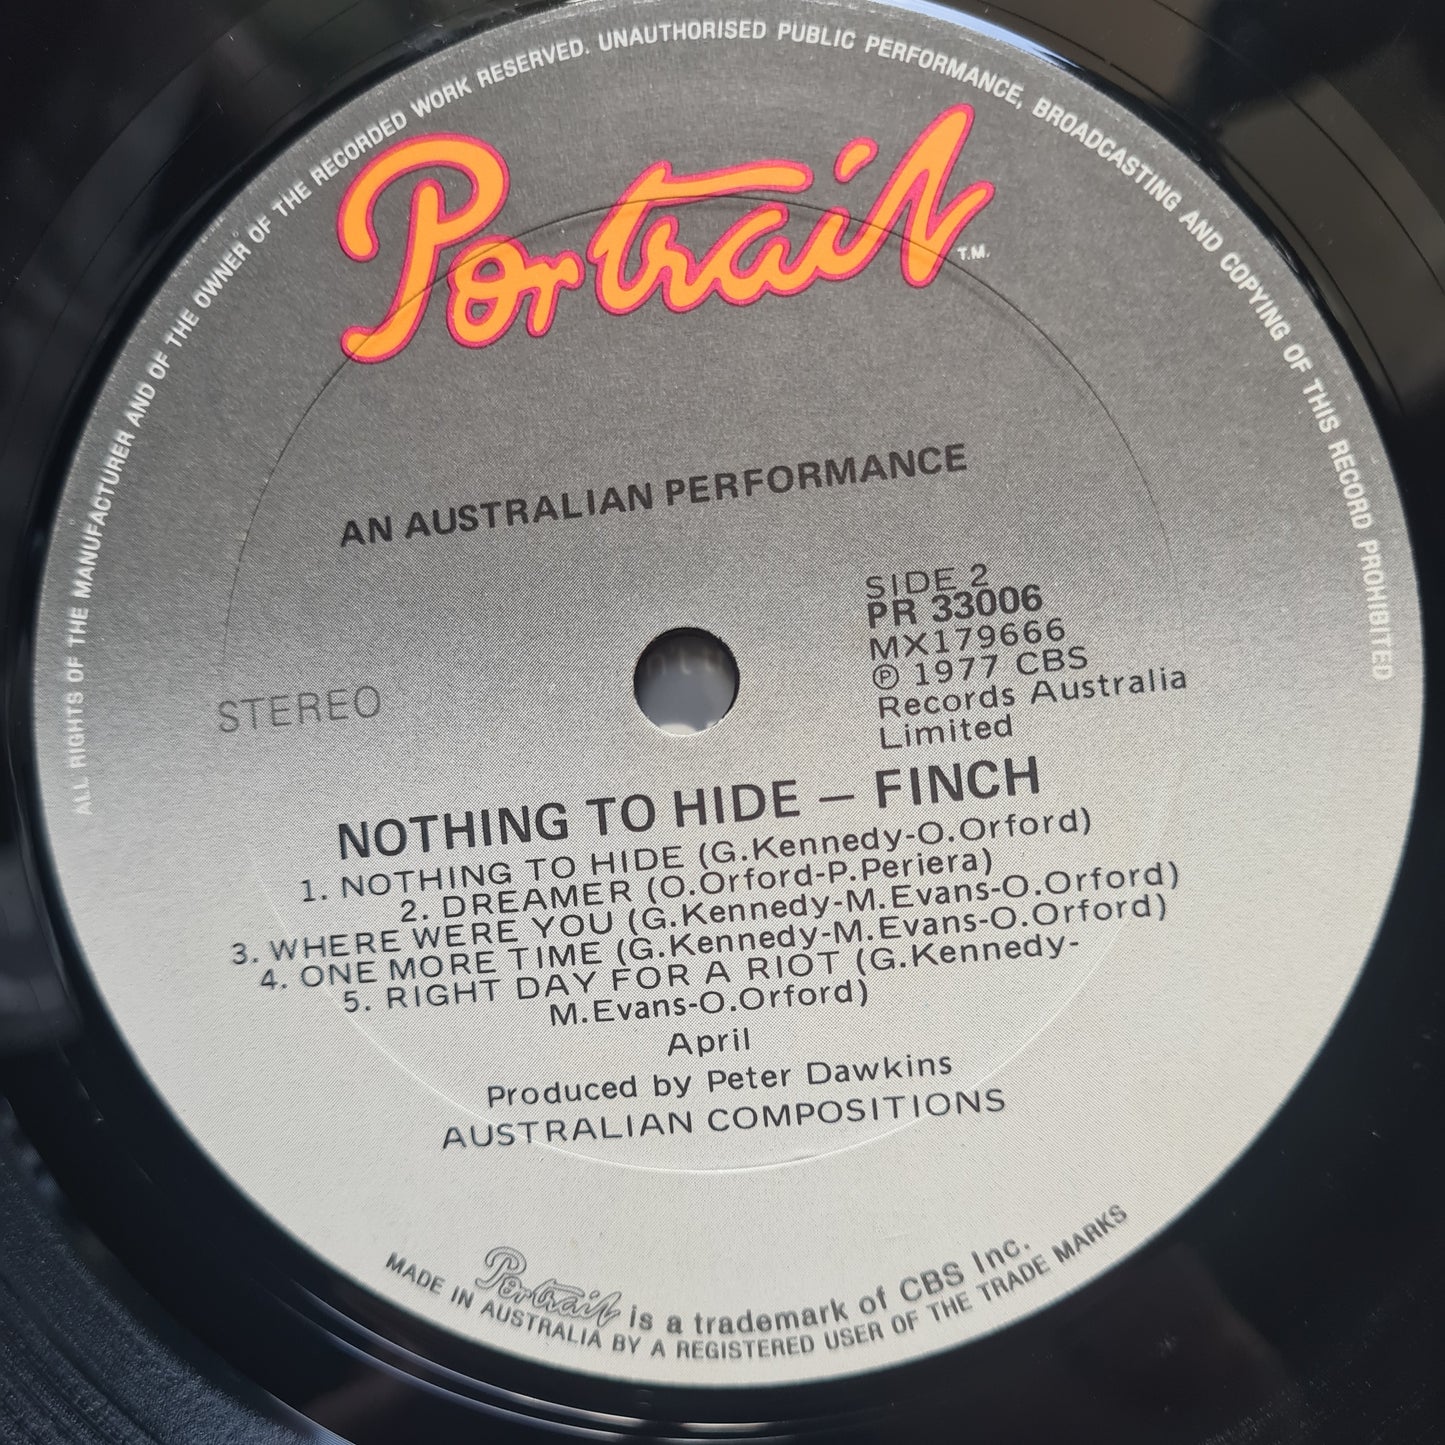 ALL RIGHTS OF THE MANUFACTURER AND OF THE OWNER OF THE RECORDED WORK RESERVED. UNAUTHORISED PUBLIC PERFORMANCE, BROADCASTING AND COPYING OF THIS RECORD PROHIBITED
Portrait
T.M.
AN AUSTRALIAN PERFORMANCE
SIDE 2
PR 33006
MX179666
Ⓟ 1977 CBS
Records Australia
Limited
STEREO
NOTHING TO HIDE – FINCH
1. NOTHING TO HIDE (G.Kennedy-O.Orford)
2. DREAMER (O.Orford-P.Periera)
3. WHERE WERE YOU (G.Kennedy-M.Evans-O.Orford)
4. ONE MORE TIME (G.Kennedy-M.Evans-O.Orford)
5. RIGHT DAY FOR A RIOT (G.Kennedy-
M.Evans-O.Orford)
April
Produced by Peter Dawkins
AUSTRALIAN COMPOSITIONS
Portrait is a trademark of CBS Inc.
MADE IN AUSTRALIA BY A REGISTERED USER OF THE TRADE MARKS